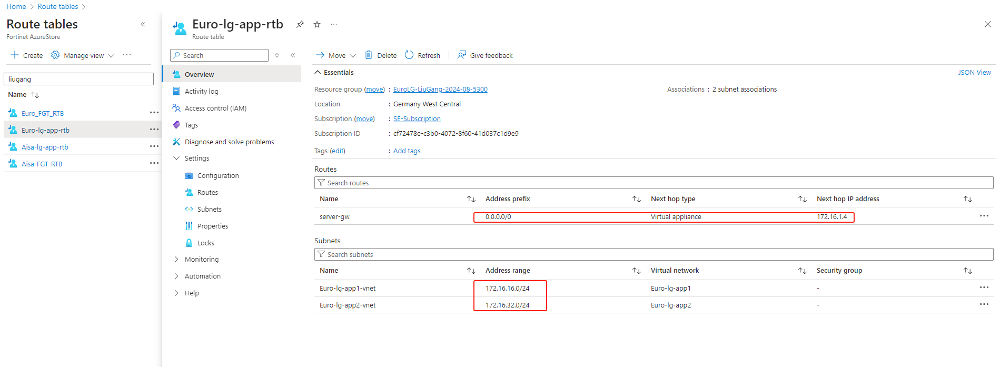 Home > Route tables >
Route tables
«
Fortinet AzureStore
Create
Manage view
liugang
Name
Euro_FGT_RTB
Euro-lg-app-rtb
Aisa-lg-app-rtb
Aisa-FGT-RTB
Euro-lg-app-rtb
Route table
Search
«
Overview
Activity log
Access control (IAM)
Tags
Diagnose and solve problems
Settings
Configuration
Routes
Subnets
Properties
Locks
Monitoring
Automation
Help
Move
Delete
Refresh
Give feedback
Essentials
JSON View
Resource group (move) : EuroLG-LiuGang-2024-08-5300
Associations : 2 subnet associations
Location : Germany West Central
Subscription (move) : SE-Subscription
Subscription ID : cf72478e-c3b0-4072-8f60-41d037c1d9e9
Tags (edit) : Add tags
Routes
Search routes
Name Address prefix Next hop type Next hop IP address
server-gw 0.0.0.0/0 Virtual appliance 172.16.1.4
Subnets
Search subnets
Name Address range Virtual network Security group
Euro-lg-app1-vnet 172.16.16.0/24 Euro-lg-app1 -
Euro-lg-app2-vnet 172.16.32.0/24 Euro-lg-app2 -